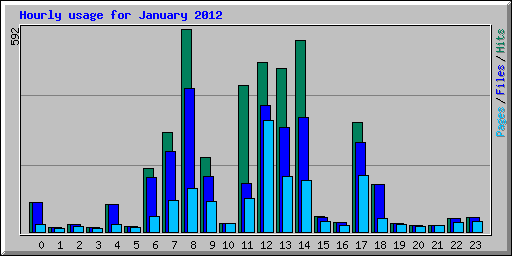 Hourly usage for January 2012
592
Pages / Files / Hits
0 1 2 3 4 5 6 7 8 9 10 11 12 13 14 15 16 17 18 19 20 21 22 23